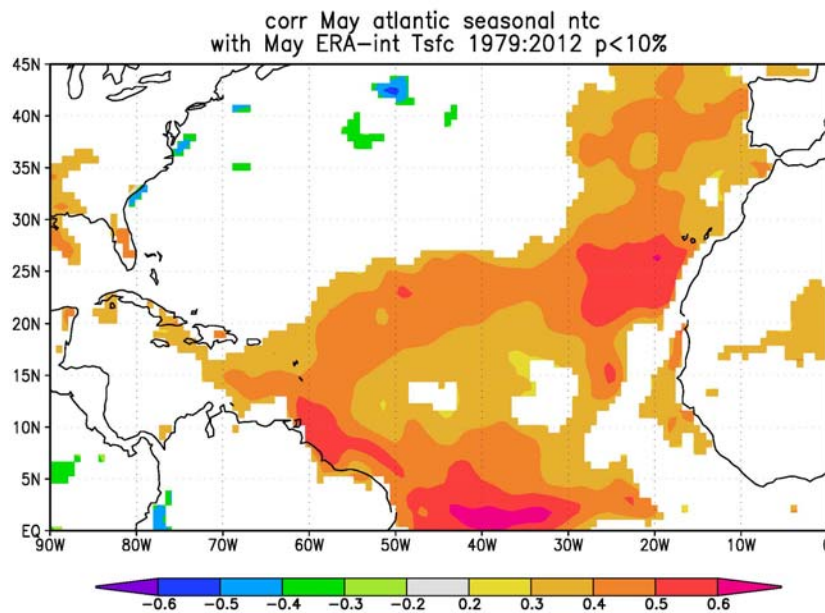 corr May atlantic seasonal ntc
with May ERA-int Tsfc 1979:2012 p<10%
45N
40N
35N
30N
25N
20N
15N
10N
5N
EQ
90W 80W 70W 60W 50W 40W 30W 20W 10W 0
-0.6 -0.5 -0.4 -0.3 -0.2 0.2 0.3 0.4 0.5 0.6